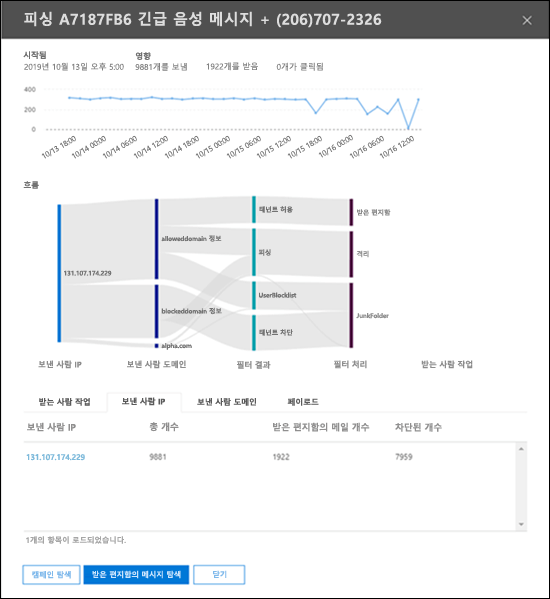 피싱 A7187FB6 긴급 음성 메시지 + (206)707-2326
시작됨
2019년 10월 13일 오후 5:00
영향
9881개를 보냄 1922개를 받음 0개가 클릭됨
400
200
0
10/13 18:00 10/14 00:00 10/14 06:00 10/14 12:00 10/14 18:00 10/15 00:00 10/15 06:00 10/15 12:00 10/15 18:00 10/16 00:00 10/16 06:00 10/16 12:00
흐름
131.107.174.229
alloweddomain 정보
blockeddomain 정보
alpha.com
테넌트 허용
피싱
UserBlocklist
테넌트 차단
받은 편지함
격리
JunkFolder
보낸 사람 IP 보낸 사람 도메인 필터 결과 필터 처리 받는 사람 작업
받는 사람 작업 보낸 사람 IP 보낸 사람 도메인 페이로드
보낸 사람 IP 총 개수 받은 편지함의 메일 개수 차단된 개수
131.107.174.229 9881 1922 7959
1개의 항목이 로드되었습니다.
캠페인 탐색 받은 편지함의 메시지 탐색 닫기